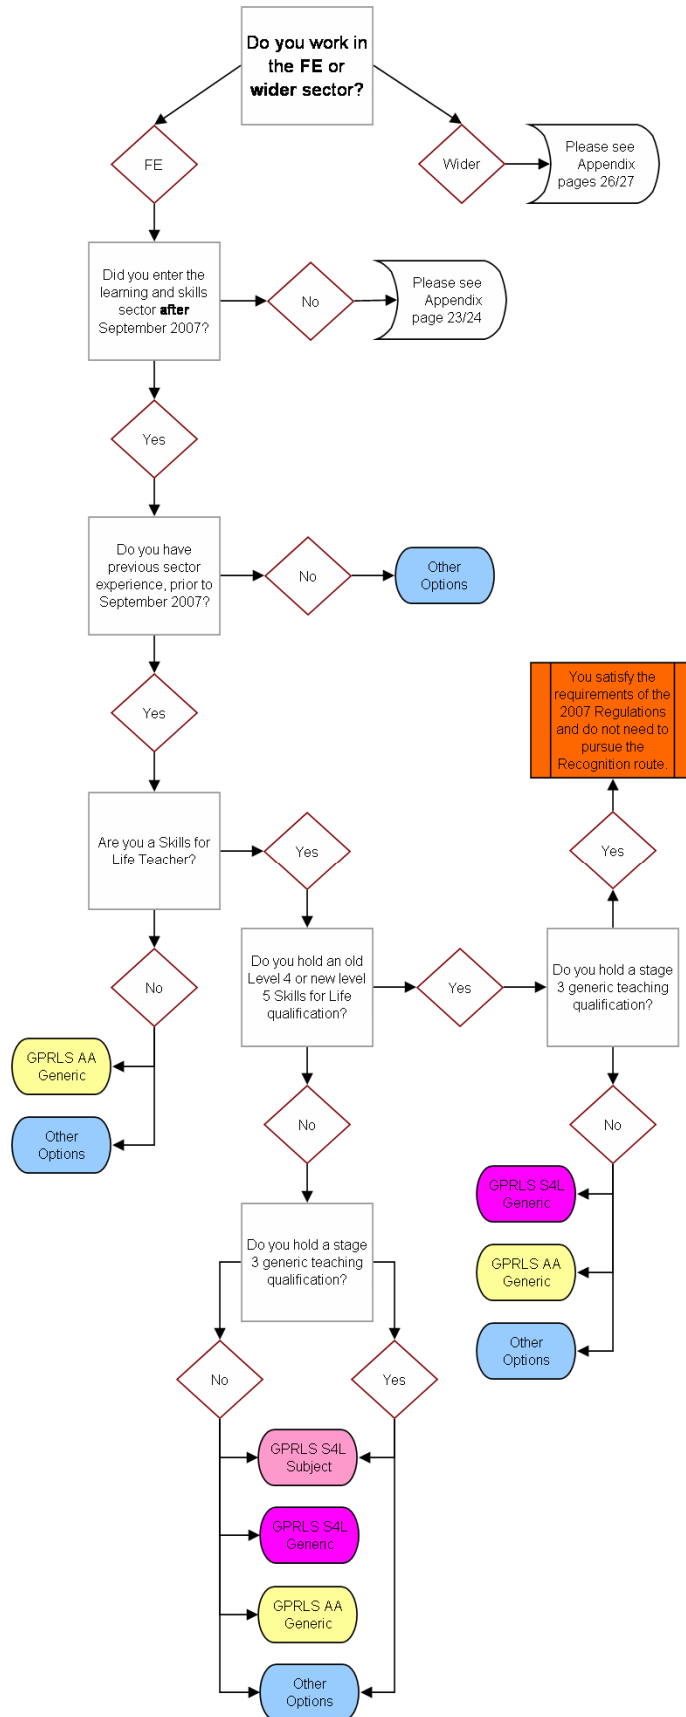 Do you work in
the FE or
wider sector?
FE
Wider
Please see
Appendix
pages 26/27
Did you enter the
learning and skills
sector after
September 2007?
No
Please see
Appendix
page 23/24
Yes
Do you have
previous sector
experience, prior to
September 2007?
No
Other
Options
Yes
You satisfy the
requirements of the
2007 Regulations
and do not need to
pursue the
Recognition route.
Are you a Skills for
Life Teacher?
Yes
Yes
No
Do you hold an old
Level 4 or new level
5 Skills for Life
qualification?
Yes
Do you hold a stage
3 generic teaching
qualification?
GPRLS AA
Generic
Other
Options
No
No
GPRLS S4L
Generic
GPRLS AA
Generic
Other
Options
Do you hold a stage
3 generic teaching
qualification?
No
Yes
GPRLS S4L
Subject
GPRLS S4L
Generic
GPRLS AA
Generic
Other
Options